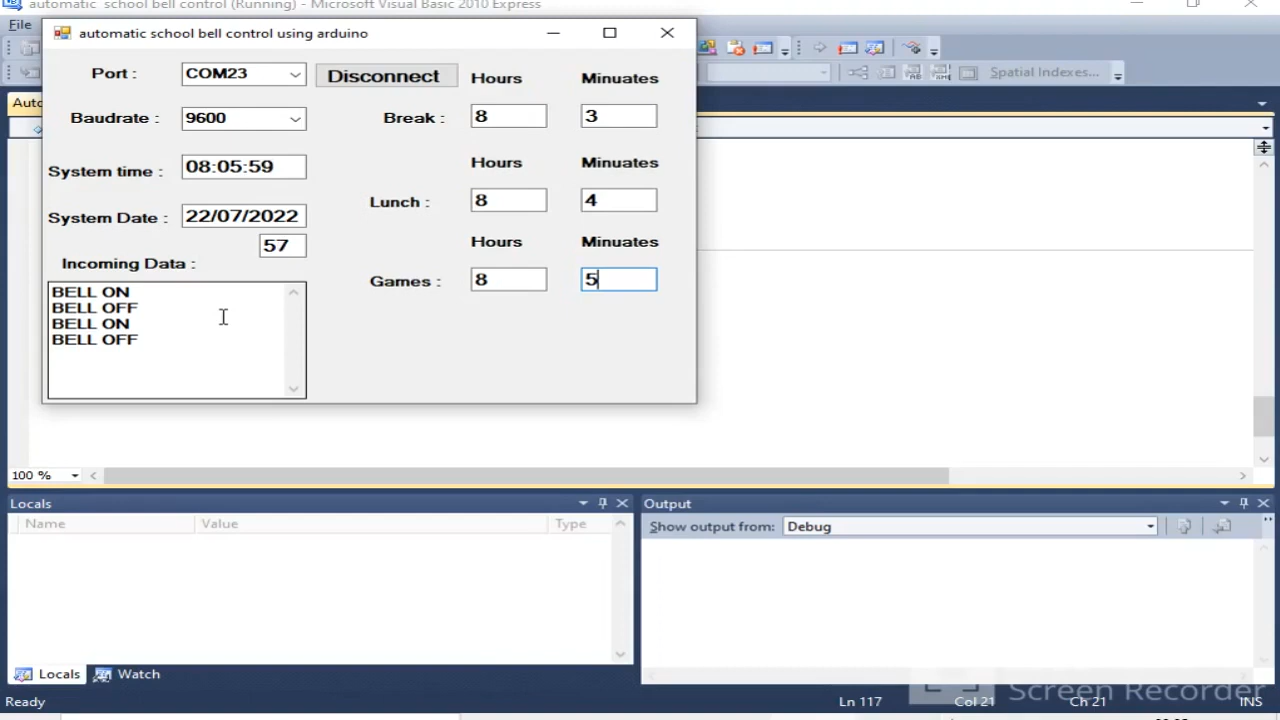 automatic school bell control (Running) - Microsoft Visual Basic 2010 Express
File
automatic school bell control using arduino
Port :
COM23
Disconnect
Hours
Minuates
Baudrate :
9600
Break :
8
3
System time :
08:05:59
Hours
Minuates
Lunch :
8
4
System Date :
22/07/2022
57
Hours
Minuates
Incoming Data :
Games :
8
5
BELL ON
BELL OFF
BELL ON
BELL OFF
Spatial Indexes...
Auto
100 %
Locals
Name
Value
Type
Output
Show output from:
Debug
Locals
Watch
Screen Recorder
Ready
Ln 117
Col 21
Ch 21
INS